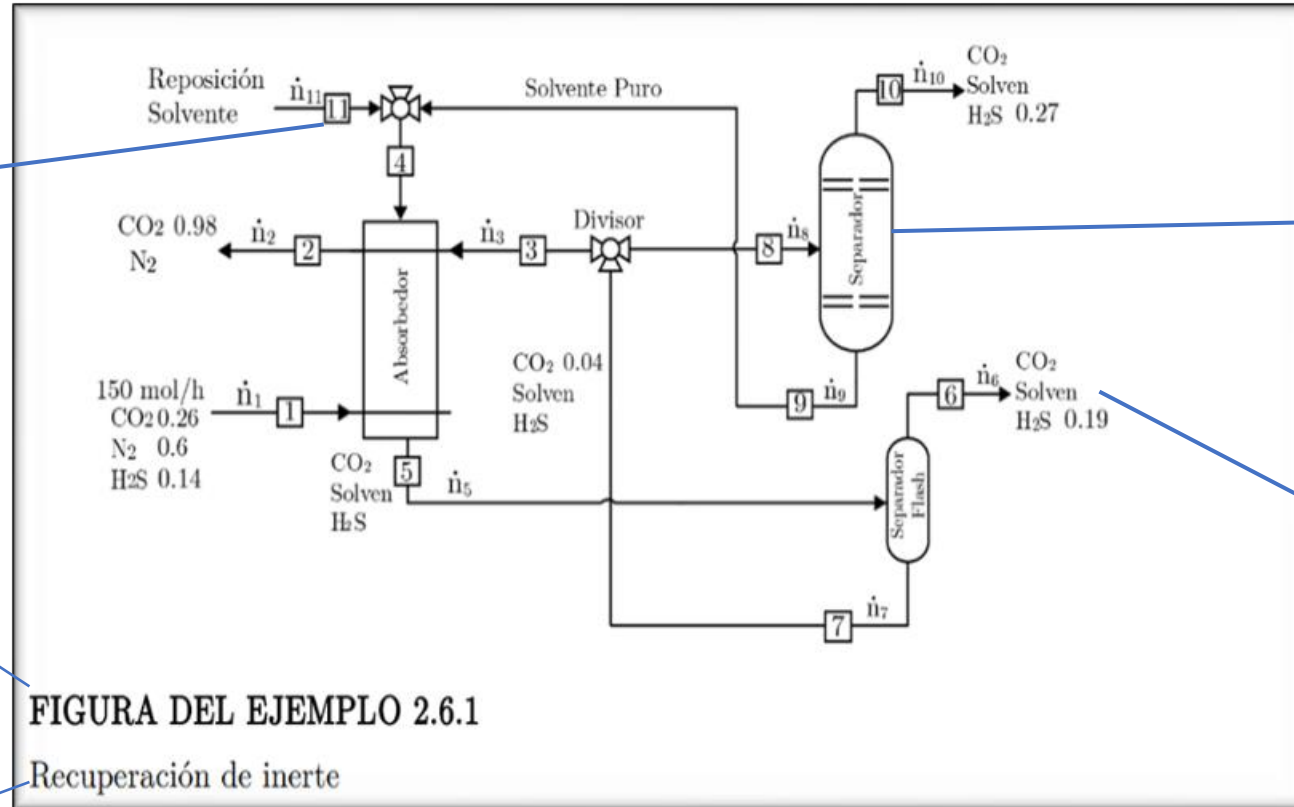 Reposición
Solvente
ṅ₁₁
11
Solvente Puro
10
ṅ₁₀
CO₂
Solven
H₂S 0.27
4
CO2 0.98
N₂
ṅ₂
2
ṅ₃
3
Divisor
8
ṅ₈
Separador
Absorbedor
150 mol/h
CO2 0.26
N₂ 0.6
H2S 0.14
ṅ₁
1
CO₂ 0.04
Solven
H₂S
9
ṅ₉
6
ṅ₆
CO₂
Solven
H₂S 0.19
CO₂
Solven
H₂S
5
ṅ₅
Separador
Flash
7
ṅ₇
FIGURA DEL EJEMPLO 2.6.1
Recuperación de inerte